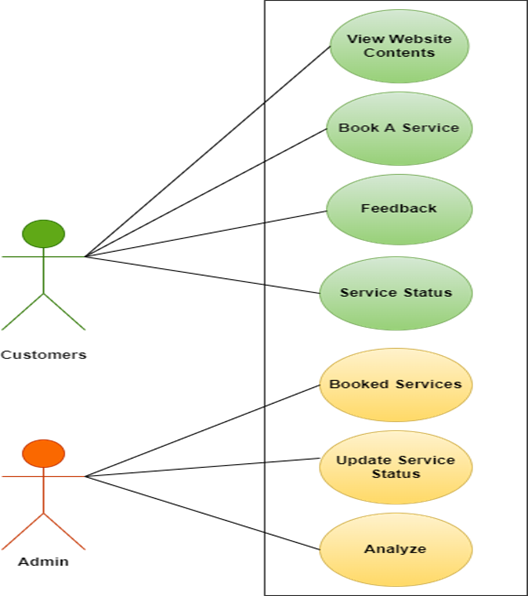 View Website
Contents
Book A Service
Feedback
Service Status
Customers
Booked Services
Update Service
Status
Analyze
Admin